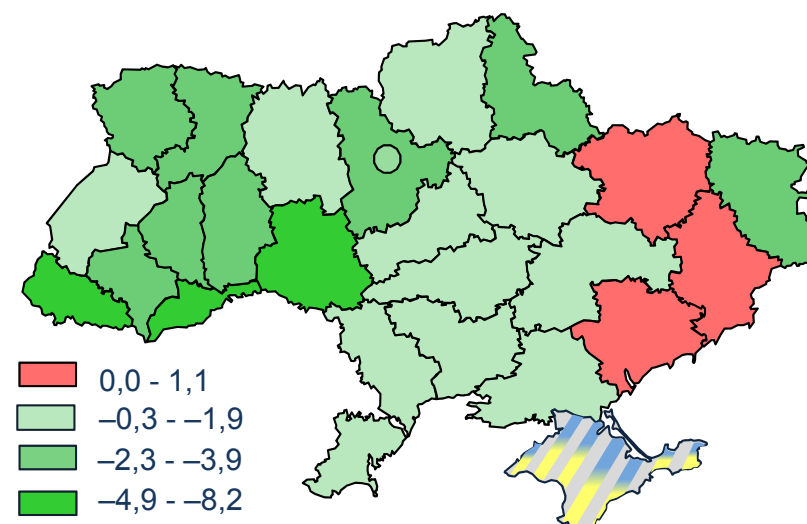 0,0 - 1,1
–0,3 - –1,9
–2,3 - –3,9
–4,9 - –8,2